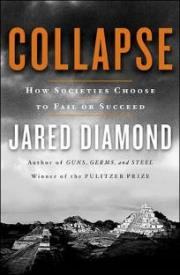 COLLAPSE
HOW SOCIETIES CHOOSE
TO FAIL OR SUCCEED
JARED DIAMOND
Author of GUNS, GERMS, and STEEL
Winner of the PULITZER PRIZE